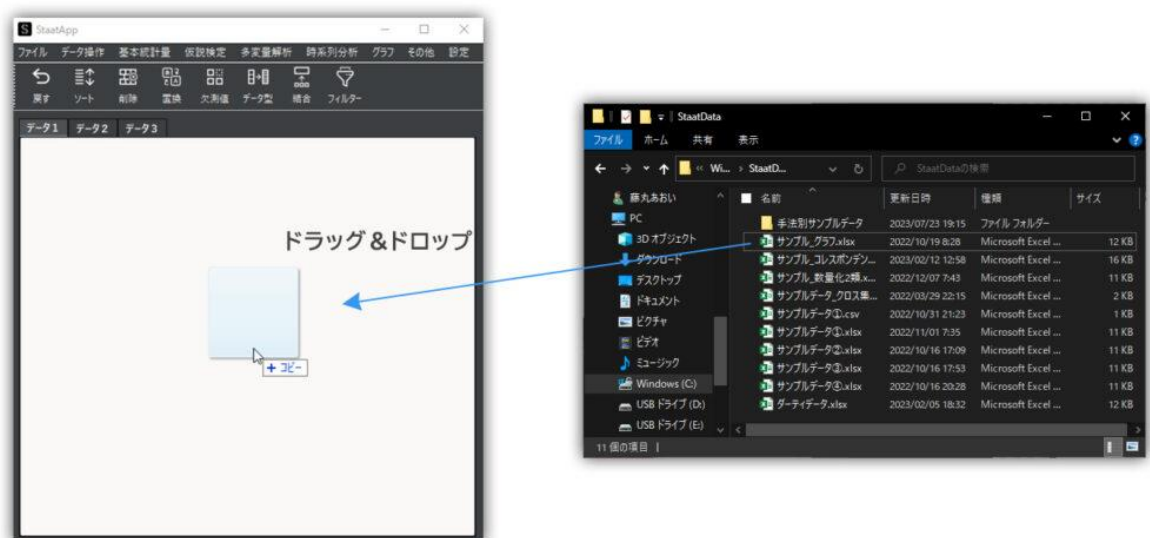 StaatApp
ファイル データ操作 基本統計量 仮説検定 多変量解析 時系列分析 グラフ その他 設定
戻す ソート 削除 置換 欠測値 データ型 結合 フィルター
データ1 データ2 データ3
ドラッグ&ドロップ
+ コピー
StaatData
ファイル ホーム 共有 表示
« Wi... › StaatD... StaatDataの検索
藤丸あおい
PC
3D オブジェクト
ダウンロード
デスクトップ
ドキュメント
ピクチャ
ビデオ
ミュージック
Windows (C:)
USB ドライブ (D:)
USB ドライブ (E:)
名前 更新日時 種類 サイズ
手法別サンプルデータ 2023/07/23 19:15 ファイル フォルダー
サンプル_グラフ.xlsx 2022/10/19 8:28 Microsoft Excel ... 12 KB
サンプル_コレスポンデン... 2023/02/12 12:58 Microsoft Excel ... 16 KB
サンプル_数量化2類.x... 2022/12/07 7:43 Microsoft Excel ... 11 KB
サンプルデータ_クロス集... 2022/03/29 22:15 Microsoft Excel ... 2 KB
サンプルデータ①.csv 2022/10/31 21:23 Microsoft Excel ... 1 KB
サンプルデータ①.xlsx 2022/11/01 7:35 Microsoft Excel ... 11 KB
サンプルデータ②.xlsx 2022/10/16 17:09 Microsoft Excel ... 11 KB
サンプルデータ③.xlsx 2022/10/16 17:53 Microsoft Excel ... 11 KB
サンプルデータ④.xlsx 2022/10/16 20:28 Microsoft Excel ... 11 KB
ダーティデータ.xlsx 2023/02/05 18:32 Microsoft Excel ... 12 KB
11 個の項目